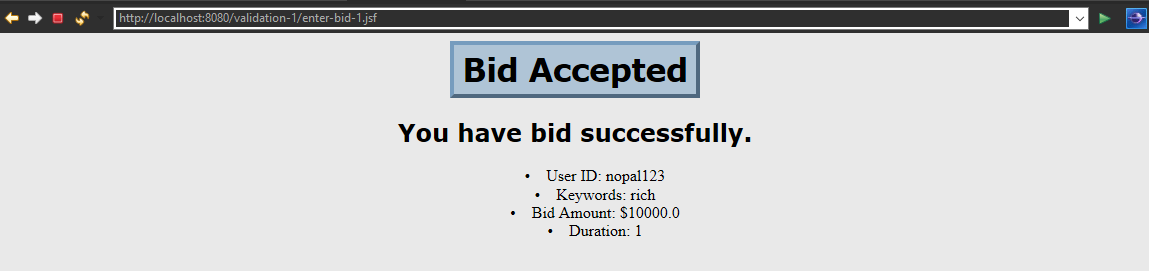 http://localhost:8080/validation-1/enter-bid-1.jsf
Bid Accepted
You have bid successfully.
• User ID: nopal123
• Keywords: rich
• Bid Amount: $10000.0
• Duration: 1